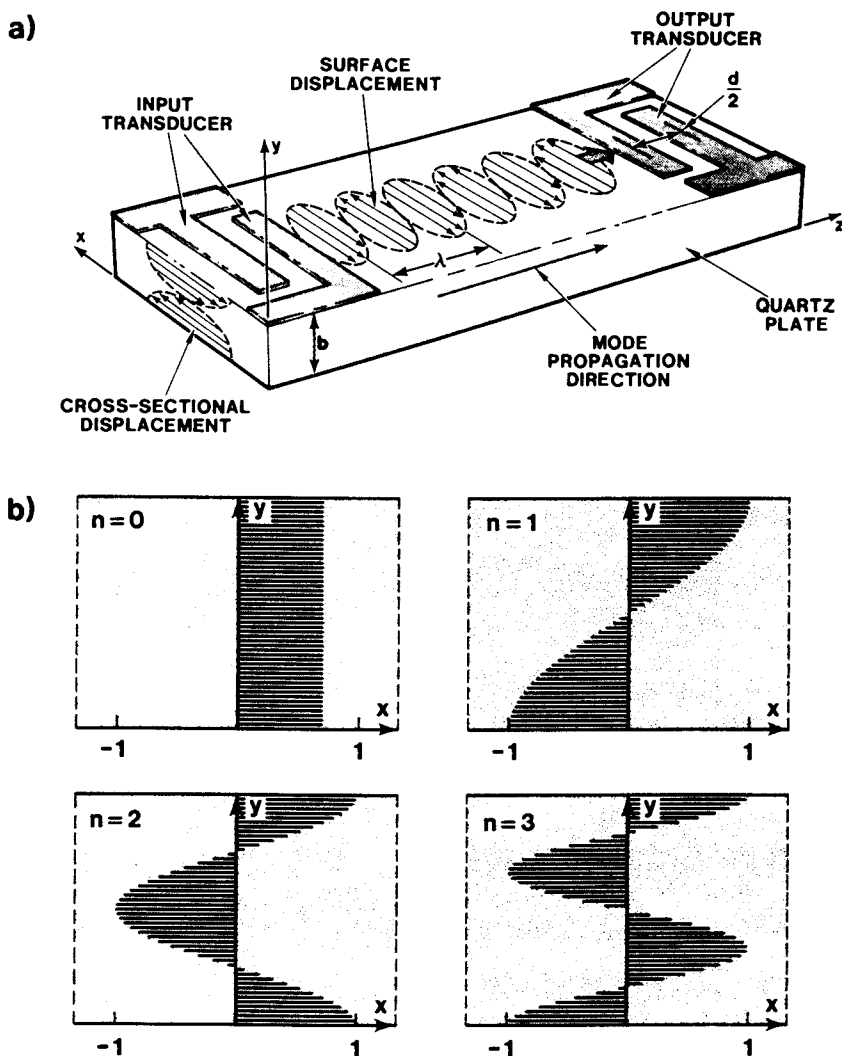 a)
OUTPUT
TRANSDUCER
SURFACE
DISPLACEMENT
d
2
INPUT
TRANSDUCER
y
x
λ
z
b
QUARTZ
PLATE
MODE
PROPAGATION
DIRECTION
CROSS-SECTIONAL
DISPLACEMENT
b)
n=0
y
x
-1
1
n=1
y
x
-1
1
n=2
y
x
-1
1
n=3
y
x
-1
1